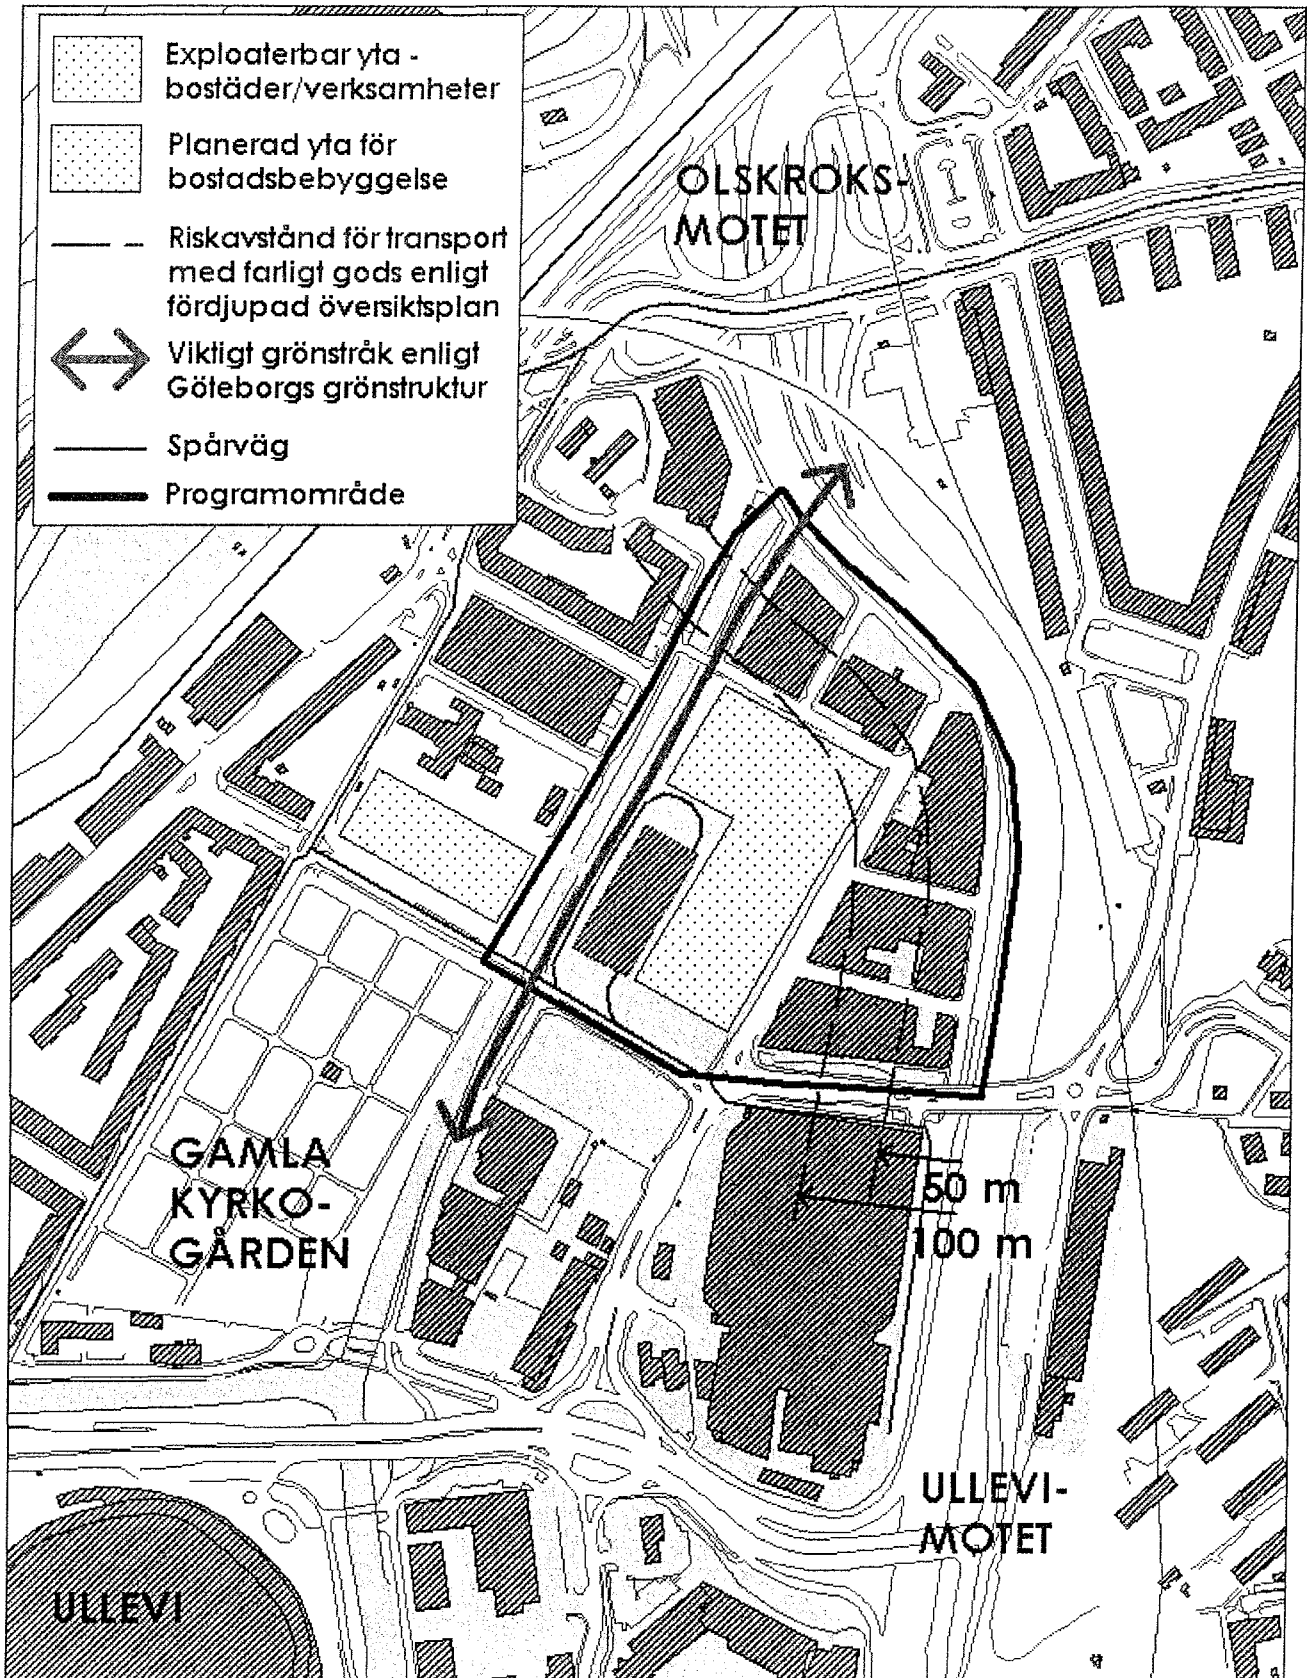 Exploaterbar yta -
bostäder/verksamheter
Planerad yta för
bostadsbebyggelse
Riskavstånd för transport
med farligt gods enligt
fördjupad översiktsplan
Viktigt grönstråk enligt
Göteborgs grönstruktur
Spårväg
Programområde
OLSKROKS-
MOTET
GAMLA
KYRKO-
GÅRDEN
50 m
100 m
ULLEVI-
MOTET
ULLEVI